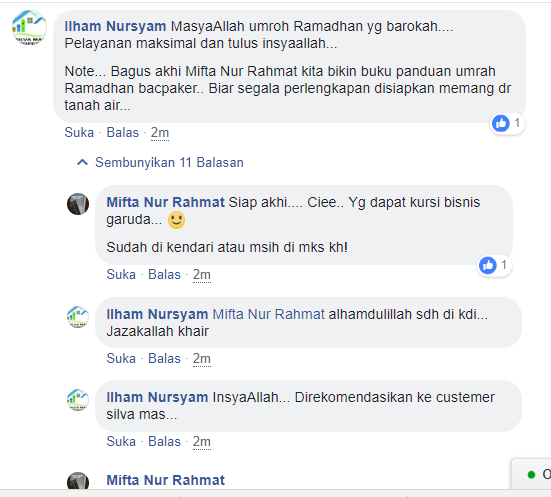 Ilham Nursyam MasyaAllah umroh Ramadhan yg barokah....
Pelayanan maksimal dan tulus insyaallah...
Note... Bagus akhi Mifta Nur Rahmat kita bikin buku panduan umrah
Ramadhan bacpaker.. Biar segala perlengkapan disiapkan memang dr
tanah air...
1
Suka · Balas · 2m
Sembunyikan 11 Balasan
Mifta Nur Rahmat Siap akhi.... Ciee.. Yg dapat kursi bisnis
garuda... 🙂
Sudah di kendari atau msih di mks kh!
1
Suka · Balas · 2m
Ilham Nursyam Mifta Nur Rahmat alhamdulillah sdh di kdi...
Jazakallah khair
Suka · Balas · 2m
Ilham Nursyam InsyaAllah... Direkomendasikan ke custemer
silva mas...
Suka · Balas · 2m
Mifta Nur Rahmat